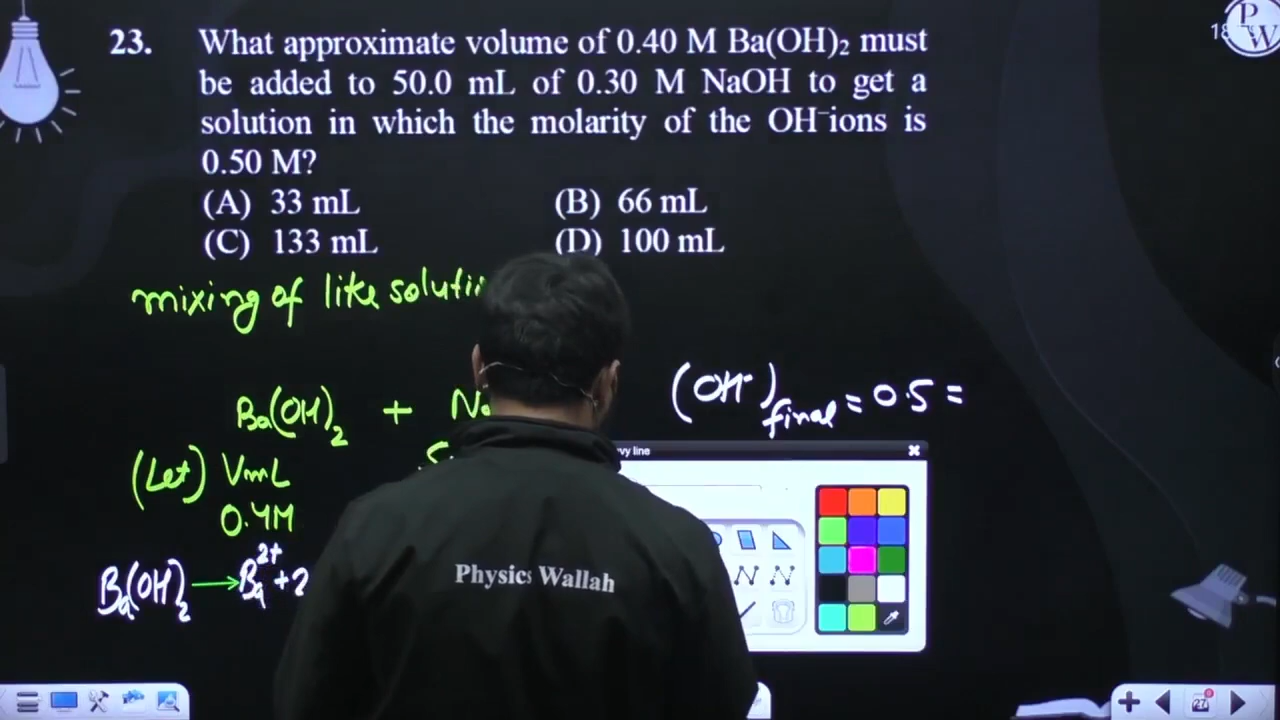 23. What approximate volume of 0.40 M Ba(OH)₂ must
be added to 50.0 mL of 0.30 M NaOH to get a
solution in which the molarity of the OH⁻ions is
0.50 M?
(A) 33 mL (B) 66 mL
(C) 133 mL (D) 100 mL
mixing of like
(OH⁻)final = 0.5 =
Ba(OH)₂ +
(Let) V mL
0.4M
Ba(OH)₂ → Ba²⁺ + 2
Physics Wallah
PW